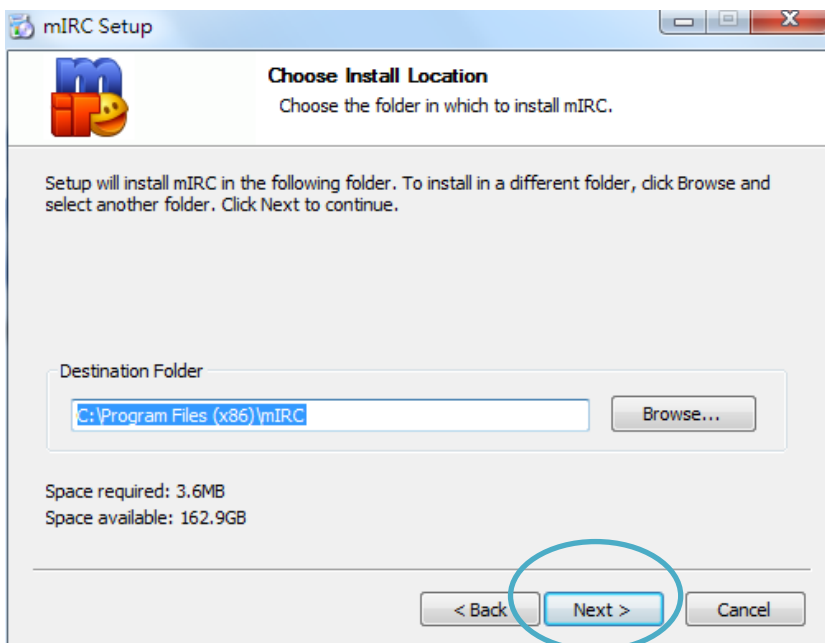 mIRC Setup
mirc
Choose Install Location
Choose the folder in which to install mIRC.
Setup will install mIRC in the following folder. To install in a different folder, click Browse and
select another folder. Click Next to continue.
Destination Folder
C:\Program Files (x86)\mIRC
Browse...
Space required: 3.6MB
Space available: 162.9GB
< Back
Next >
Cancel